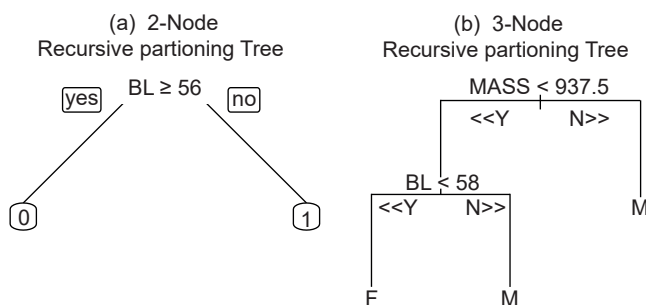 (a) 2-Node
Recursive partioning Tree
BL ≥ 56
yes
no
0
1
(b) 3-Node
Recursive partioning Tree
MASS < 937.5
<<Y N>>
BL < 58
<<Y N>>
M
F
M